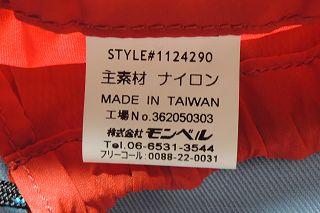 STYLE#1124290
主素材 ナイロン
MADE IN TAIWAN
工場No.362050303
株式会社 モンベル
Tel.06-6531-3544
フリーコール:0088-22-0031